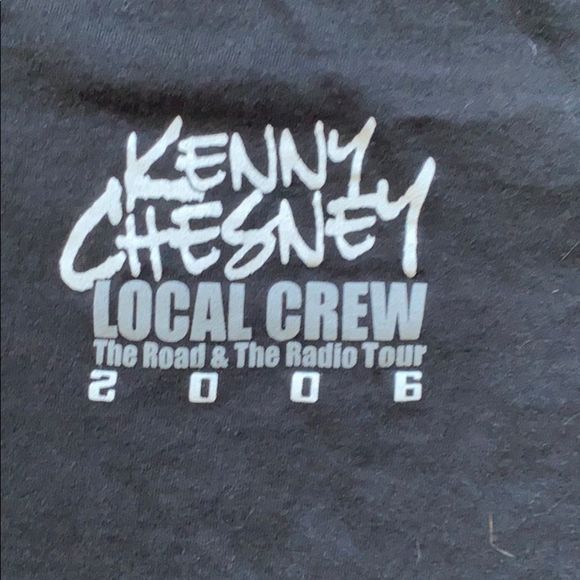 KENNY
CHESNEY
LOCAL CREW
The Road & The Radio Tour
2006